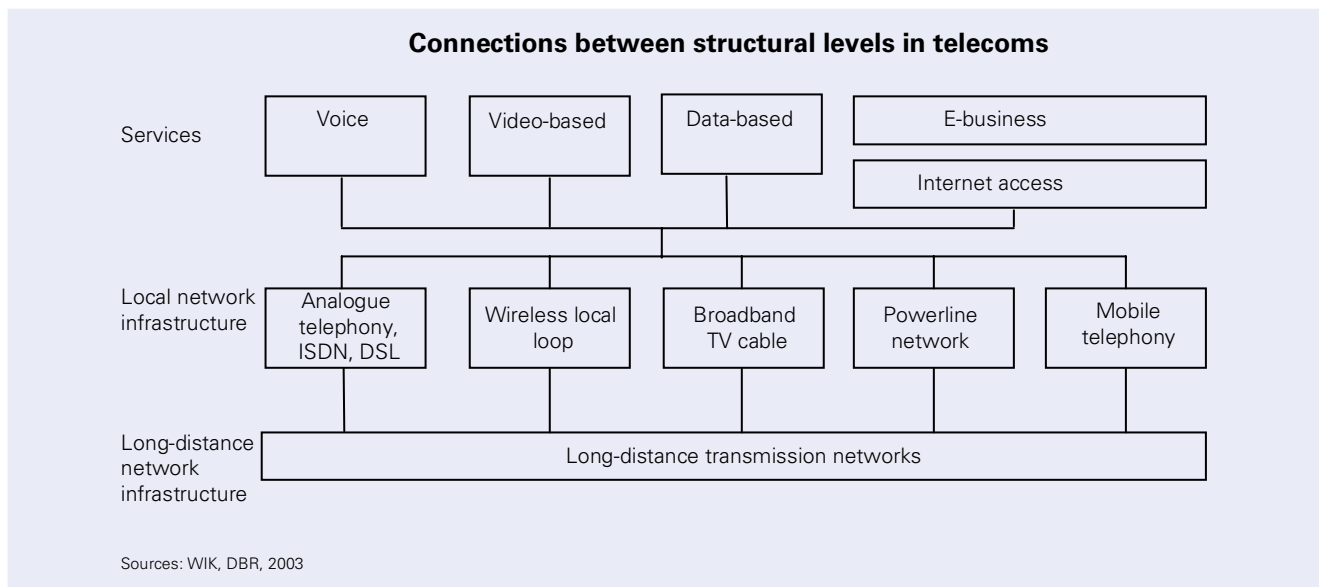 Connections between structural levels in telecoms
Services
Voice
Video-based
Data-based
E-business
Internet access
Local network
infrastructure
Analogue
telephony,
ISDN, DSL
Wireless local
loop
Broadband
TV cable
Powerline
network
Mobile
telephony
Long-distance
network
infrastructure
Long-distance transmission networks
Sources: WIK, DBR, 2003